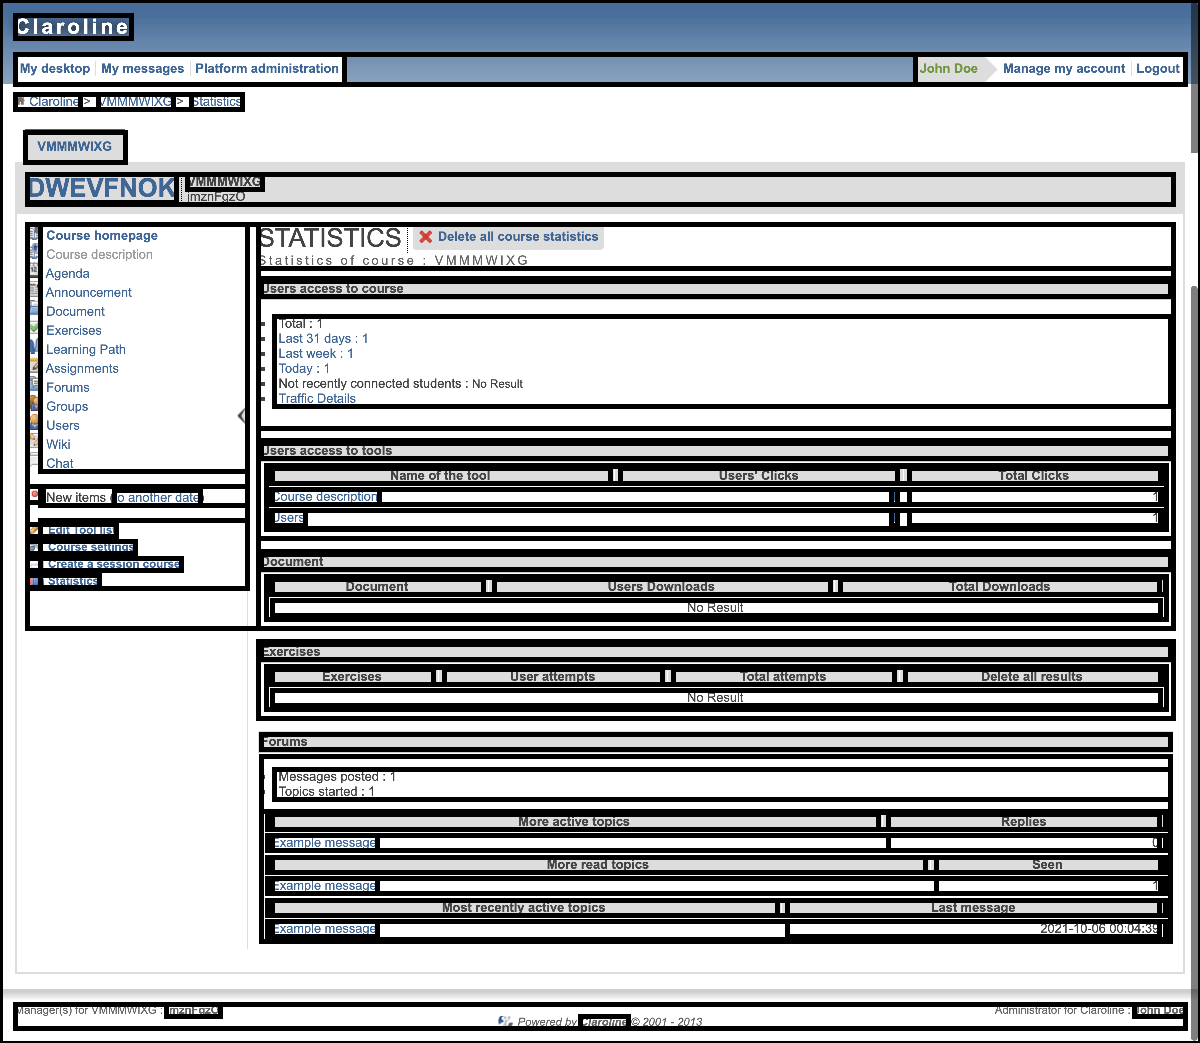 Claroline
My desktop My messages Platform administration John Doe Manage my account Logout
Claroline > VMMMWIXG > Statistics
VMMMWIXG
DWEVFNOK VMMMWIXG
jmznFgzO
Course homepage
Course description
Agenda
Announcement
Document
Exercises
Learning Path
Assignments
Forums
Groups
Users
Wiki
Chat
New items (to another date)
Edit Tool list
Course settings
Create a session course
Statistics
STATISTICS Delete all course statistics
Statistics of course : VMMMWIXG
Users access to course
Total : 1
Last 31 days : 1
Last week : 1
Today : 1
Not recently connected students : No Result
Traffic Details
Users access to tools
Name of the tool Users' Clicks Total Clicks
Course description 1
Users 1
Document
Document Users Downloads Total Downloads
No Result
Exercises
Exercises User attempts Total attempts Delete all results
No Result
Forums
Messages posted : 1
Topics started : 1
More active topics Replies
Example message 0
More read topics Seen
Example message 1
Most recently active topics Last message
Example message 2021-10-06 00:04:39
Manager(s) for VMMMWIXG : jmznFgzO
Administrator for Claroline : John Doe
Powered by Claroline © 2001 - 2013